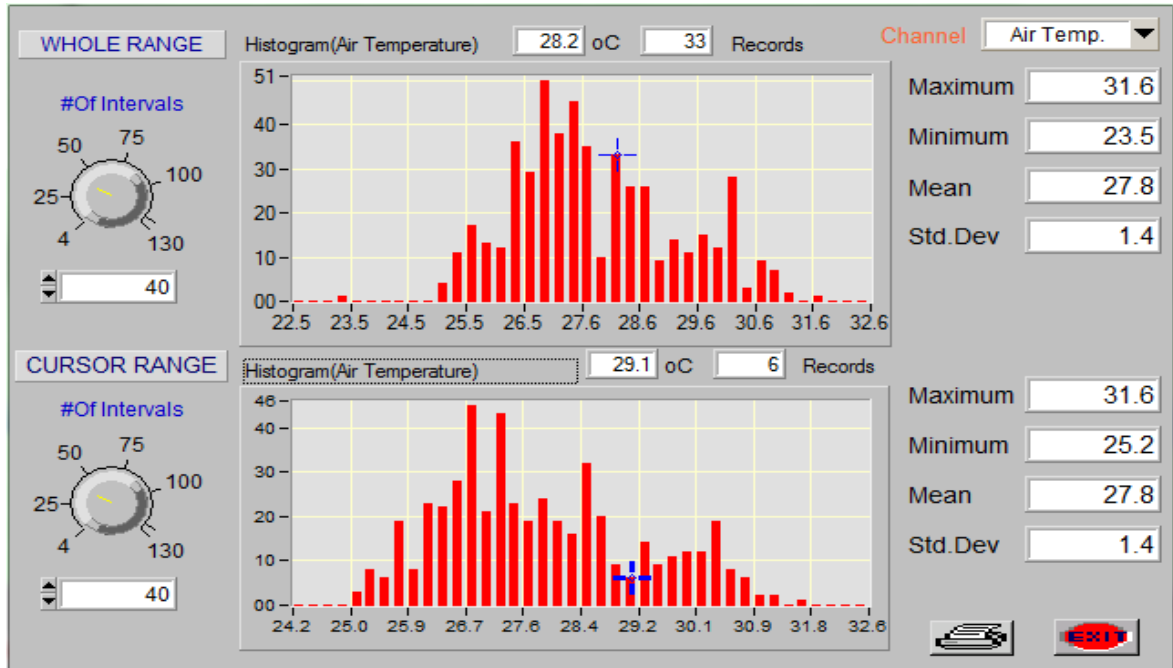 WHOLE RANGE
Histogram(Air Temperature) 28.2 oC 33 Records
Channel Air Temp.
#Of Intervals
4 25 50 75 100 130
40
51
40
30
20
10
00
22.5 23.5 24.5 25.5 26.5 27.6 28.6 29.6 30.6 31.6 32.6
Maximum 31.6
Minimum 23.5
Mean 27.8
Std.Dev 1.4
CURSOR RANGE
Histogram(Air Temperature) 29.1 oC 6 Records
#Of Intervals
4 25 50 75 100 130
40
46
40
30
20
10
00
24.2 25.0 25.9 26.7 27.6 28.4 29.2 30.1 30.9 31.8 32.6
Maximum 31.6
Minimum 25.2
Mean 27.8
Std.Dev 1.4
EXIT